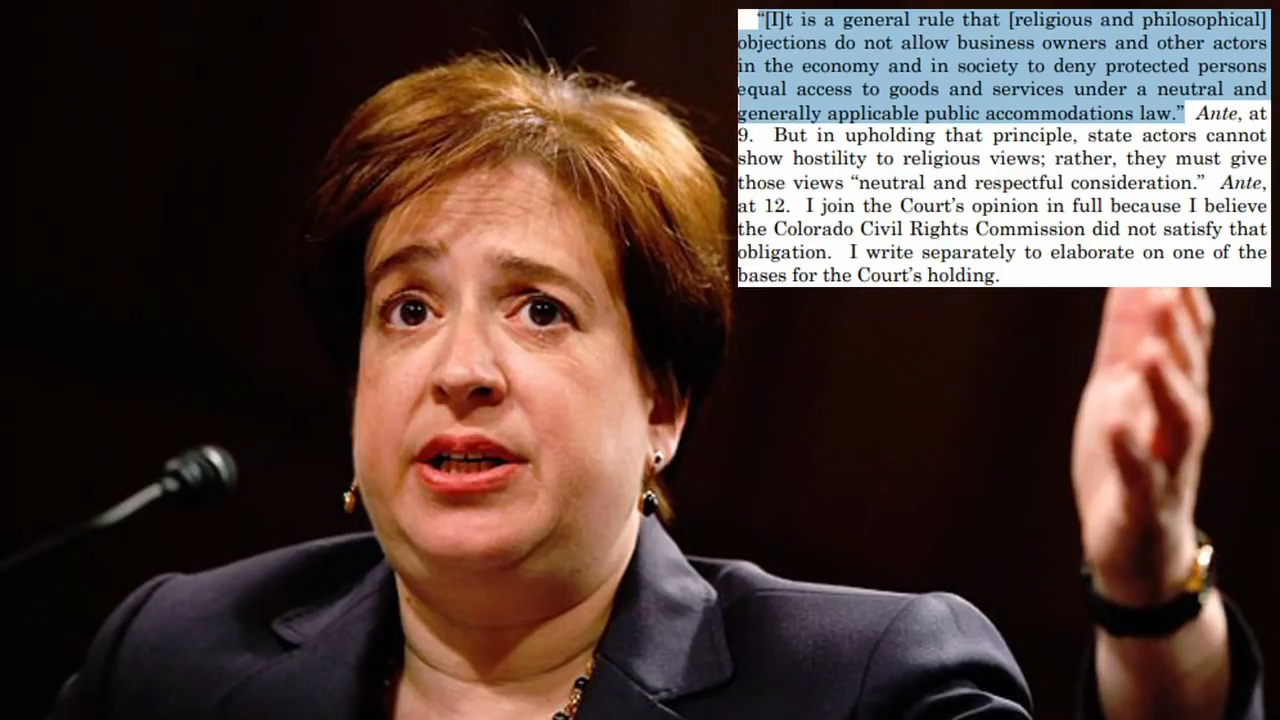 “[I]t is a general rule that [religious and philosophical]
objections do not allow business owners and other actors
in the economy and in society to deny protected persons
equal access to goods and services under a neutral and
generally applicable public accommodations law.” Ante, at
9. But in upholding that principle, state actors cannot
show hostility to religious views; rather, they must give
those views “neutral and respectful consideration.” Ante,
at 12. I join the Court’s opinion in full because I believe
the Colorado Civil Rights Commission did not satisfy that
obligation. I write separately to elaborate on one of the
bases for the Court’s holding.